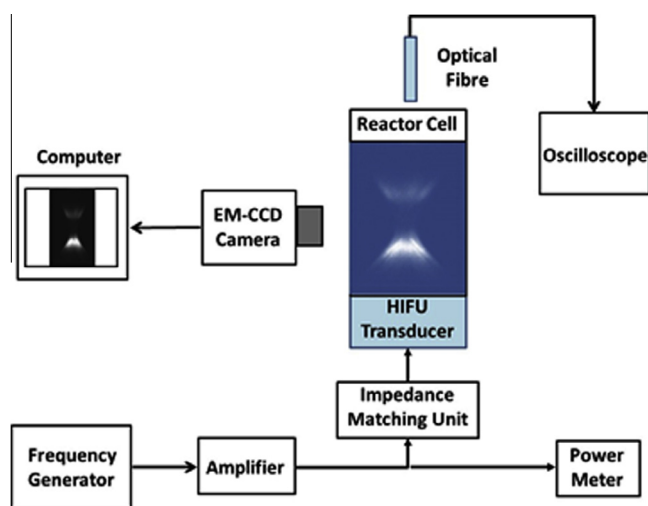 Optical
Fibre
Reactor Cell
Oscilloscope
Computer
EM-CCD
Camera
HIFU
Transducer
Impedance
Matching Unit
Frequency
Generator
Amplifier
Power
Meter